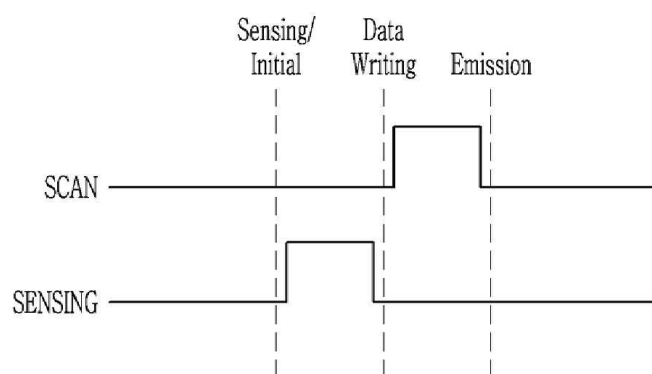 Sensing/
Initial
Data
Writing
Emission
SCAN
SENSING